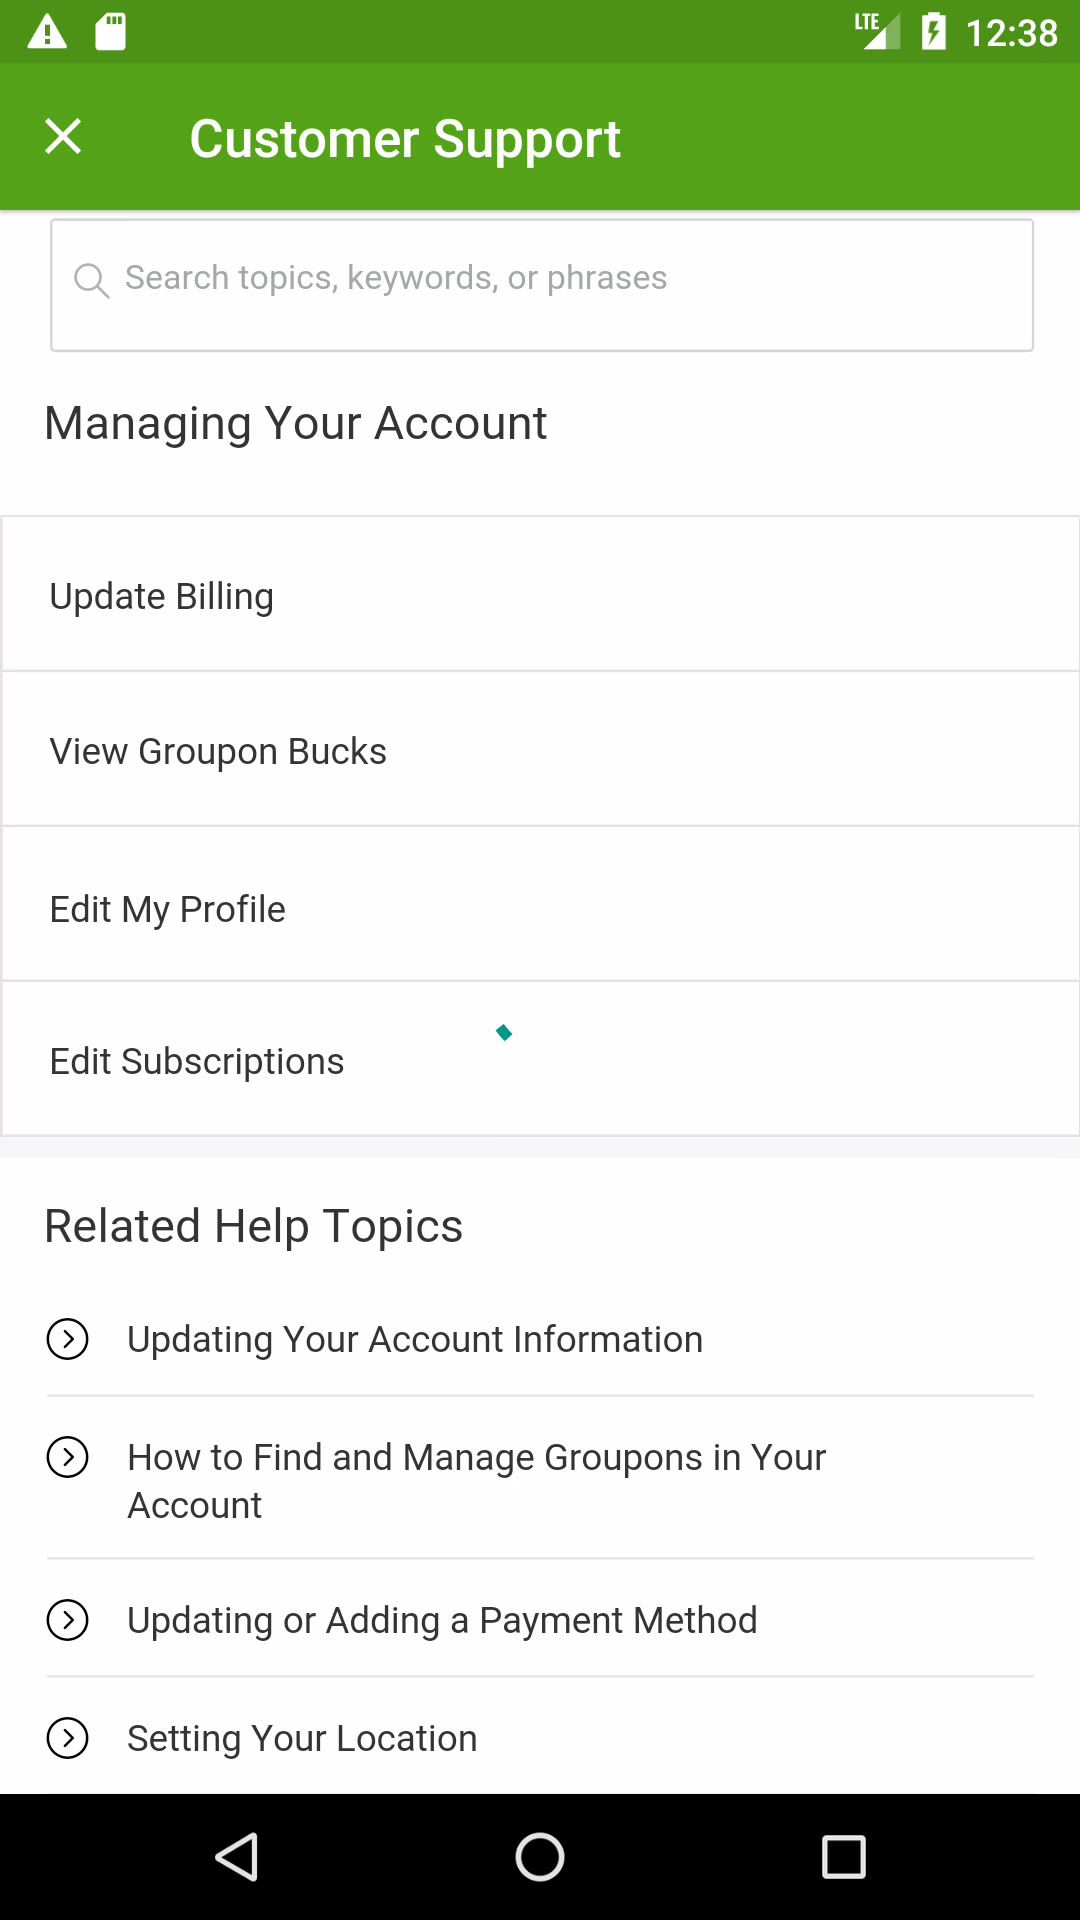 LTE 12:38
Customer Support
Search topics, keywords, or phrases
Managing Your Account
Update Billing
View Groupon Bucks
Edit My Profile
Edit Subscriptions
Related Help Topics
Updating Your Account Information
How to Find and Manage Groupons in Your
Account
Updating or Adding a Payment Method
Setting Your Location